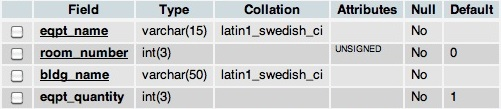 Field Type Collation Attributes Null Default
eqpt_name varchar(15) latin1_swedish_ci No
room_number int(3) UNSIGNED No 0
bldg_name varchar(50) latin1_swedish_ci No
eqpt_quantity int(3) No 1